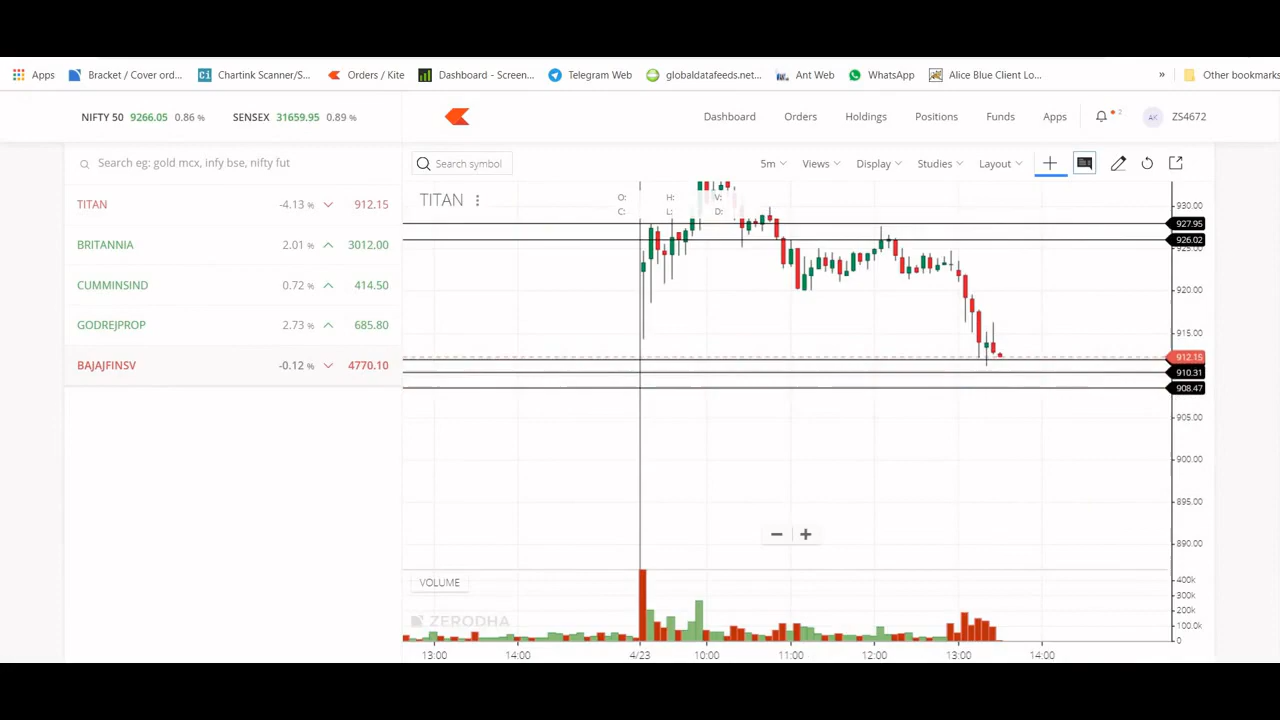 Apps Bracket / Cover ord... Chartink Scanner/S... Orders / Kite Dashboard - Screen... Telegram Web globaldatafeeds.net... Ant Web WhatsApp Alice Blue Client Lo... » Other bookmarks
NIFTY 50 9266.05 0.86 % SENSEX 31659.95 0.89 %
Dashboard Orders Holdings Positions Funds Apps 2 AK ZS4672
Search eg: gold mcx, infy bse, nifty fut
Search symbol 5m Views Display Studies Layout
TITAN -4.13 % 912.15
BRITANNIA 2.01 % 3012.00
CUMMINSIND 0.72 % 414.50
GODREJPROP 2.73 % 685.80
BAJAJFINSV -0.12 % 4770.10
TITAN
O: H: V:
C: L: D:
930.00
927.95
926.02
925.00
920.00
915.00
912.15
910.31
908.47
905.00
900.00
895.00
890.00
VOLUME
400k
300k
200k
100.0k
0
ZERODHA
13:00 14:00 4/23 10:00 11:00 12:00 13:00 14:00